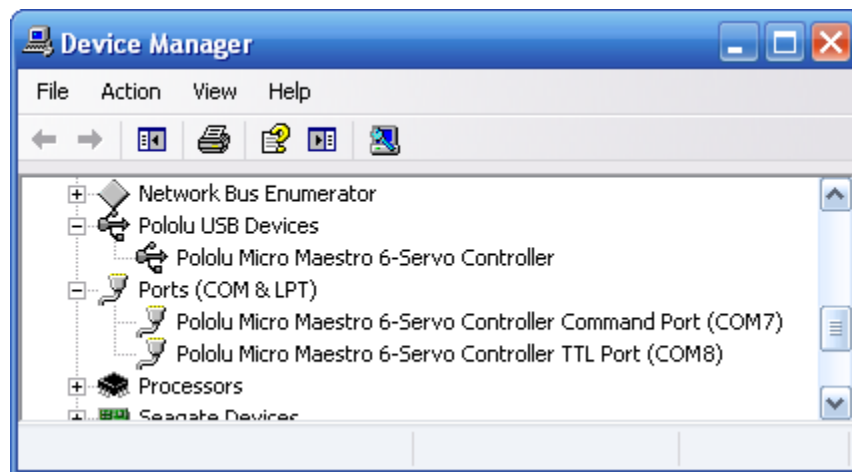 Device Manager
File Action View Help
Network Bus Enumerator
Pololu USB Devices
Pololu Micro Maestro 6-Servo Controller
Ports (COM & LPT)
Pololu Micro Maestro 6-Servo Controller Command Port (COM7)
Pololu Micro Maestro 6-Servo Controller TTL Port (COM8)
Processors
Seagate Devices